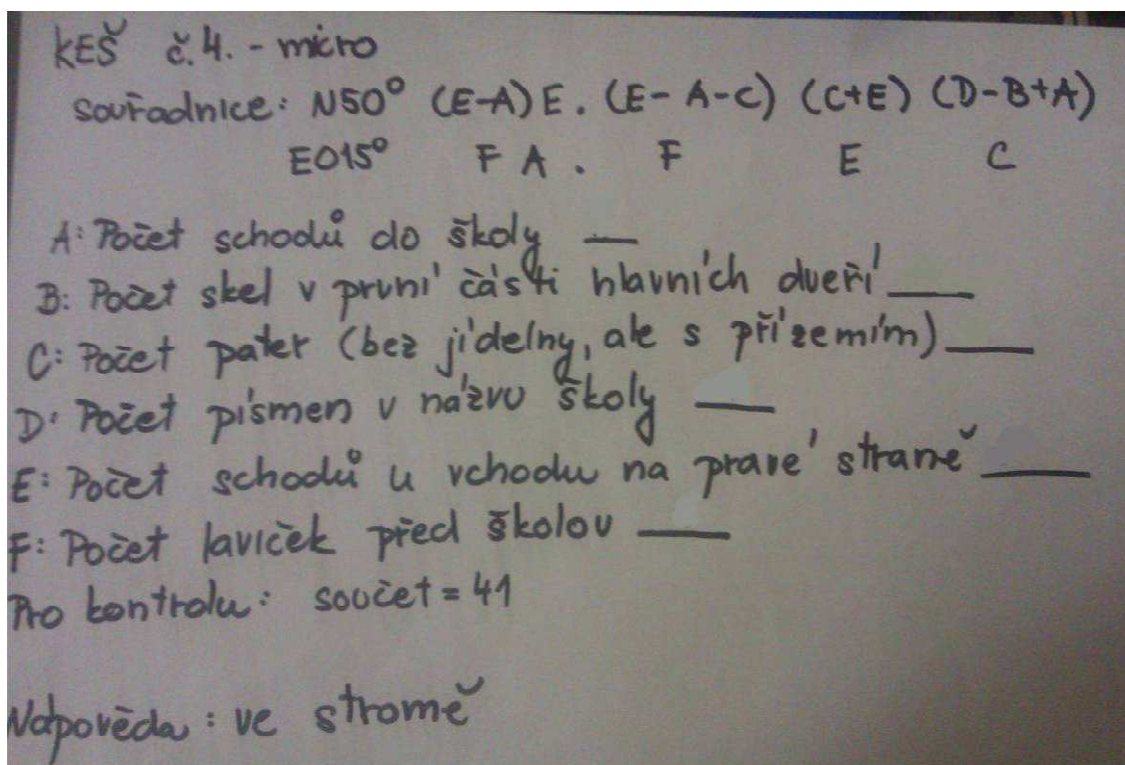 KEŠ č.4. - micro
souřadnice: N50° (E-A) E . (E- A-C) (C+E) (D-B+A)
E015° F A . F E C
A: Počet schodů do školy __
B: Počet skel v první části hlavních dveří ___
C: Počet pater (bez jídelny, ale s přízemím) ___
D: Počet písmen v názvu školy ___
E: Počet schodů u vchodu na pravé straně ____
F: Počet laviček před školou ___
Pro kontrolu: součet = 41
Nápověda: ve stromě